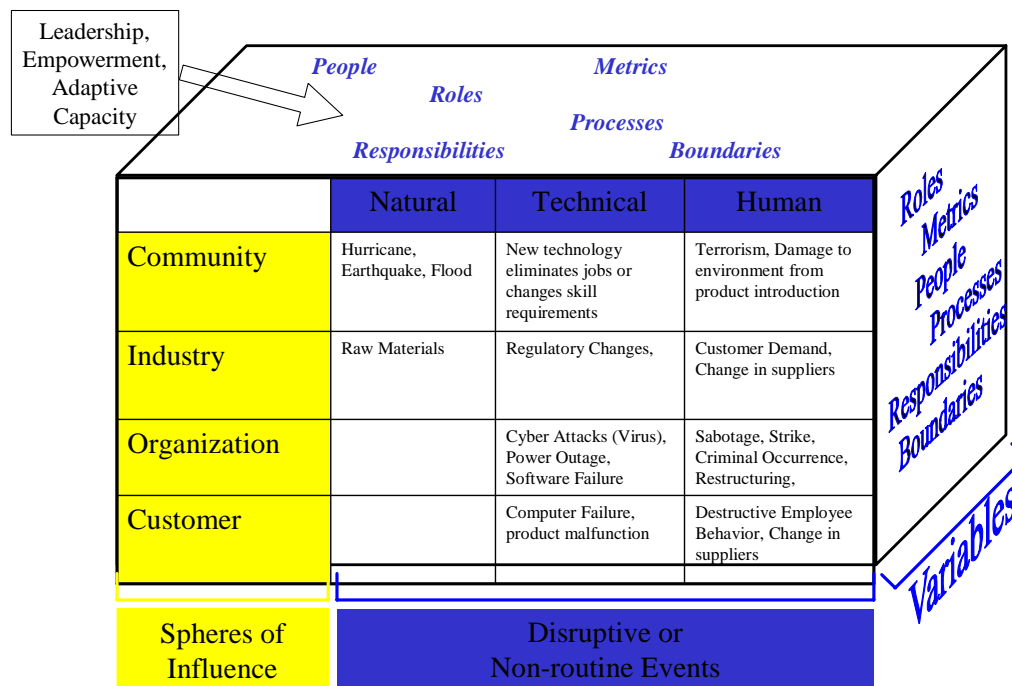 Leadership,
Empowerment,
Adaptive
Capacity
People
Metrics
Roles
Processes
Responsibilities
Boundaries
Natural
Technical
Human
Community
Hurricane,
Earthquake, Flood
New technology
eliminates jobs or
changes skill
requirements
Terrorism, Damage to
environment from
product introduction
Industry
Raw Materials
Regulatory Changes,
Customer Demand,
Change in suppliers
Organization
Cyber Attacks (Virus),
Power Outage,
Software Failure
Sabotage, Strike,
Criminal Occurrence,
Restructuring,
Customer
Computer Failure,
product malfunction
Destructive Employee
Behavior, Change in
suppliers
Roles
Metrics
People
Processes
Responsibilities
Boundaries
Variables
Spheres of
Influence
Disruptive or
Non-routine Events